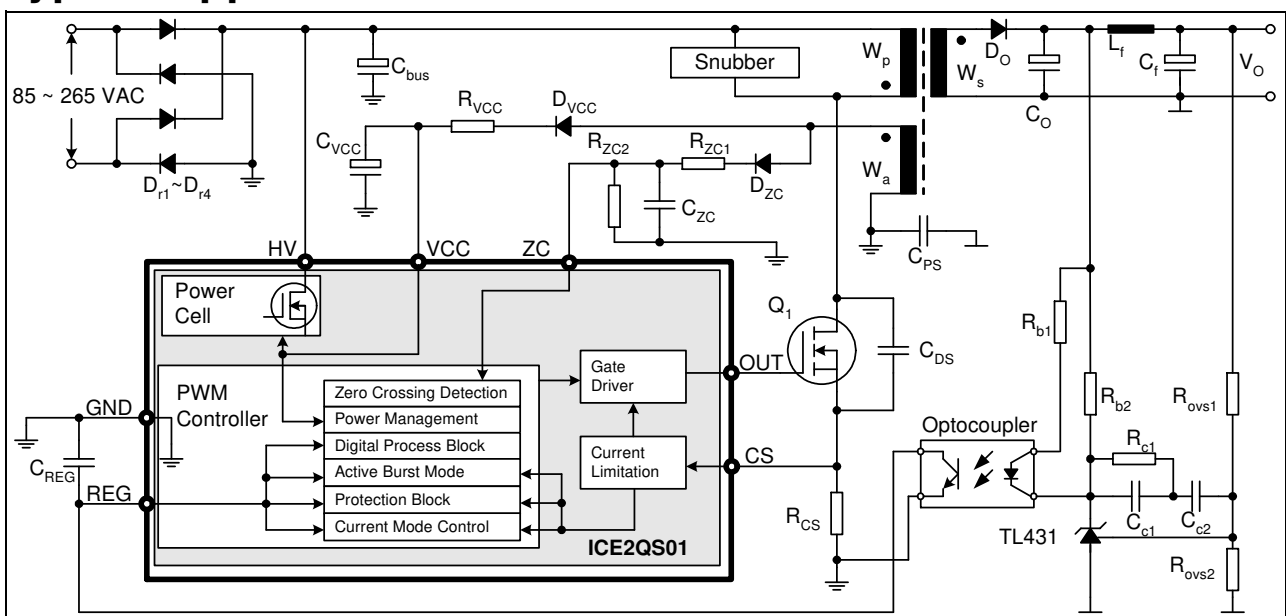 85 ~ 265 VAC
D_r1~D_r4
C_bus
Snubber
W_p
W_s
D_O
C_O
L_f
C_f
V_O
R_VCC
D_VCC
C_VCC
R_ZC2
R_ZC1
D_ZC
C_ZC
W_a
C_PS
HV
VCC
ZC
Power
Cell
Q_1
C_DS
R_b1
OUT
Gate
Driver
PWM
Controller
Zero Crossing Detection
Power Management
Digital Process Block
Active Burst Mode
Protection Block
Current Mode Control
Current
Limitation
CS
GND
C_REG
REG
ICE2QS01
R_CS
Optocoupler
R_b2
R_ovs1
R_c1
C_c1
C_c2
TL431
R_ovs2